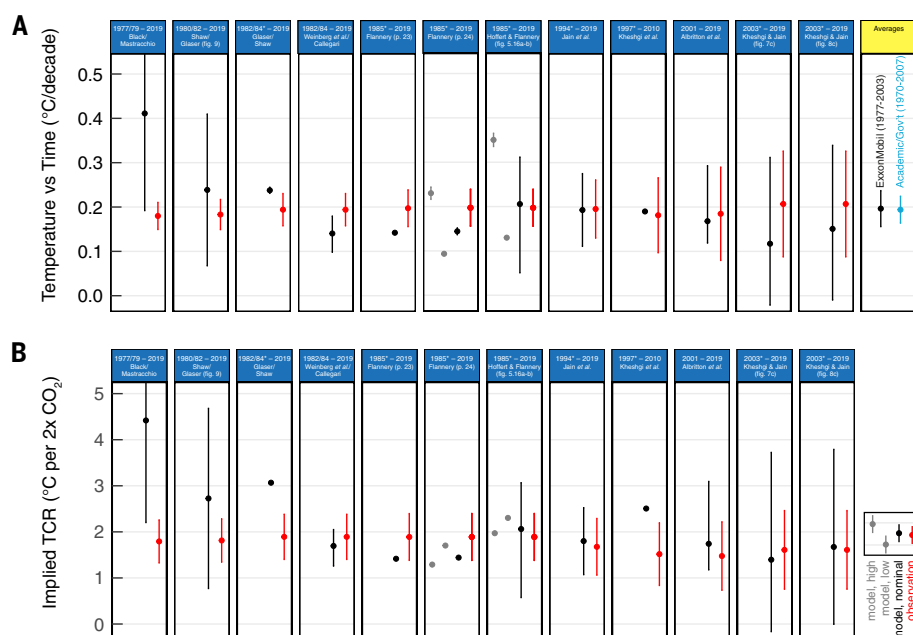 A
1977/79 – 2019
Black/
Mastracchio
1980/82 – 2019
Shaw/
Glaser (fig. 9)
1982/84* – 2019
Glaser/
Shaw
1982/84 – 2019
Weinberg et al./
Callegari
1985* – 2019
Flannery (p. 23)
1985* – 2019
Flannery (p. 24)
1985* – 2019
Hoffert & Flannery
(fig. 5.16a-b)
1994* – 2019
Jain et al.
1997* – 2010
Kheshgi et al.
2001 – 2019
Albritton et al.
2003* – 2019
Kheshgi & Jain
(fig. 7c)
2003* – 2019
Kheshgi & Jain
(fig. 8c)
Averages
Temperature vs Time (°C/decade)
0.5
0.4
0.3
0.2
0.1
0.0
ExxonMobil (1977-2003)
Academic/Gov't (1970-2007)
B
1977/79 – 2019
Black/
Mastracchio
1980/82 – 2019
Shaw/
Glaser (fig. 9)
1982/84* – 2019
Glaser/
Shaw
1982/84 – 2019
Weinberg et al./
Callegari
1985* – 2019
Flannery (p. 23)
1985* – 2019
Flannery (p. 24)
1985* – 2019
Hoffert & Flannery
(fig. 5.16a-b)
1994* – 2019
Jain et al.
1997* – 2010
Kheshgi et al.
2001 – 2019
Albritton et al.
2003* – 2019
Kheshgi & Jain
(fig. 7c)
2003* – 2019
Kheshgi & Jain
(fig. 8c)
Implied TCR (°C per 2x CO₂)
5
4
3
2
1
0
model, high
model, low
model, nominal
observation